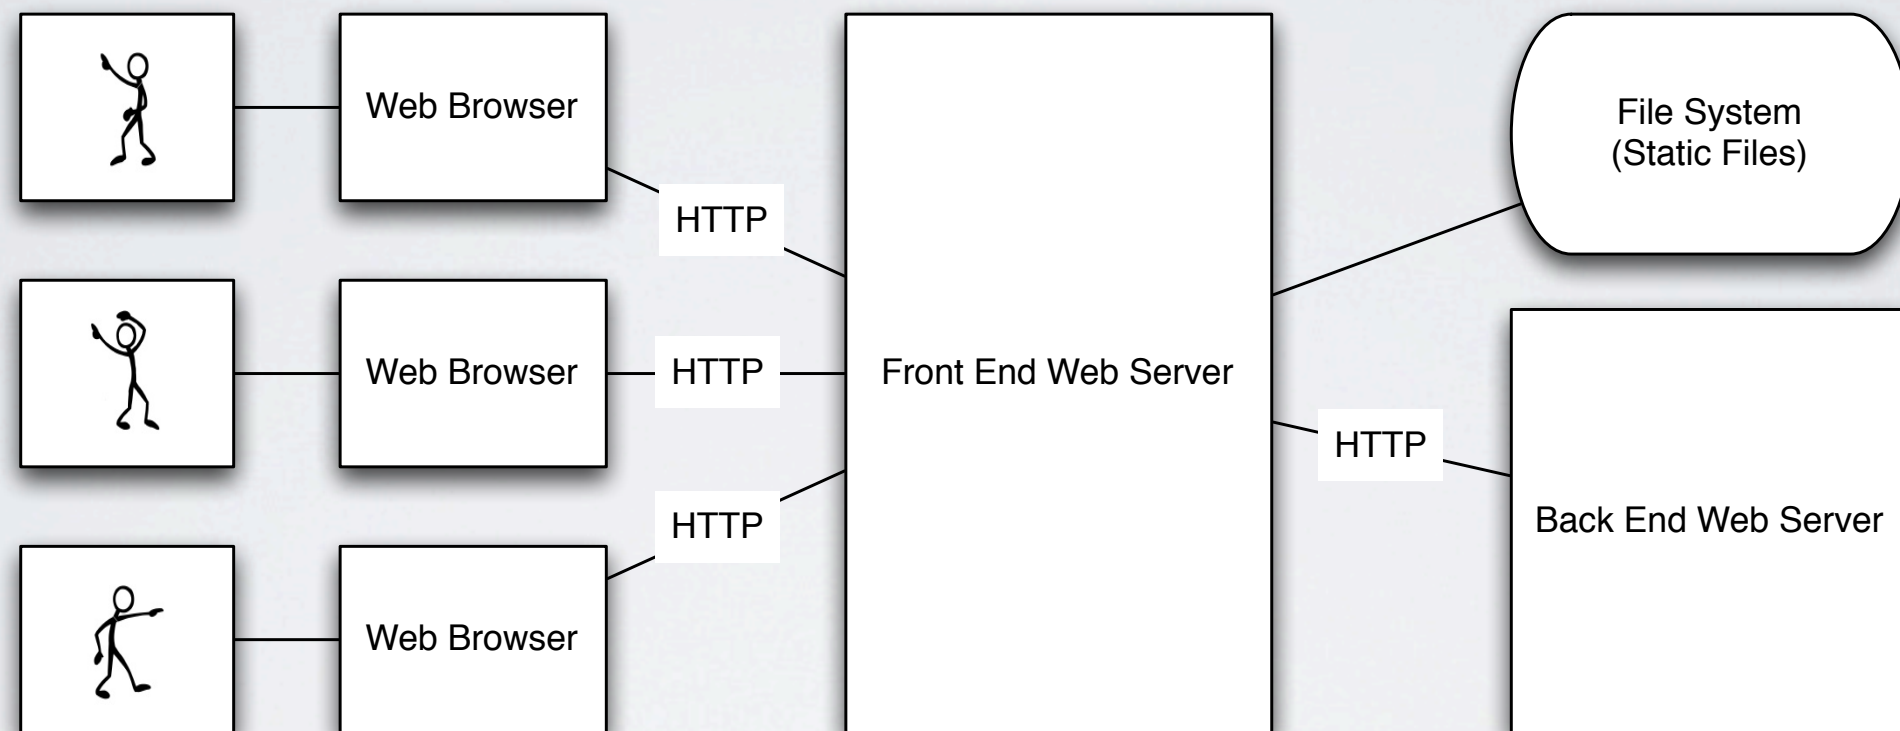 Web Browser
File System
(Static Files)
HTTP
Web Browser
HTTP
Front End Web Server
HTTP
HTTP
Back End Web Server
Web Browser